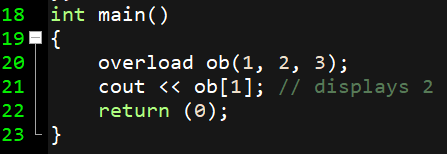 18 int main()
19 {
20     overload ob(1, 2, 3);
21     cout << ob[1]; // displays 2
22     return (0);
23 }